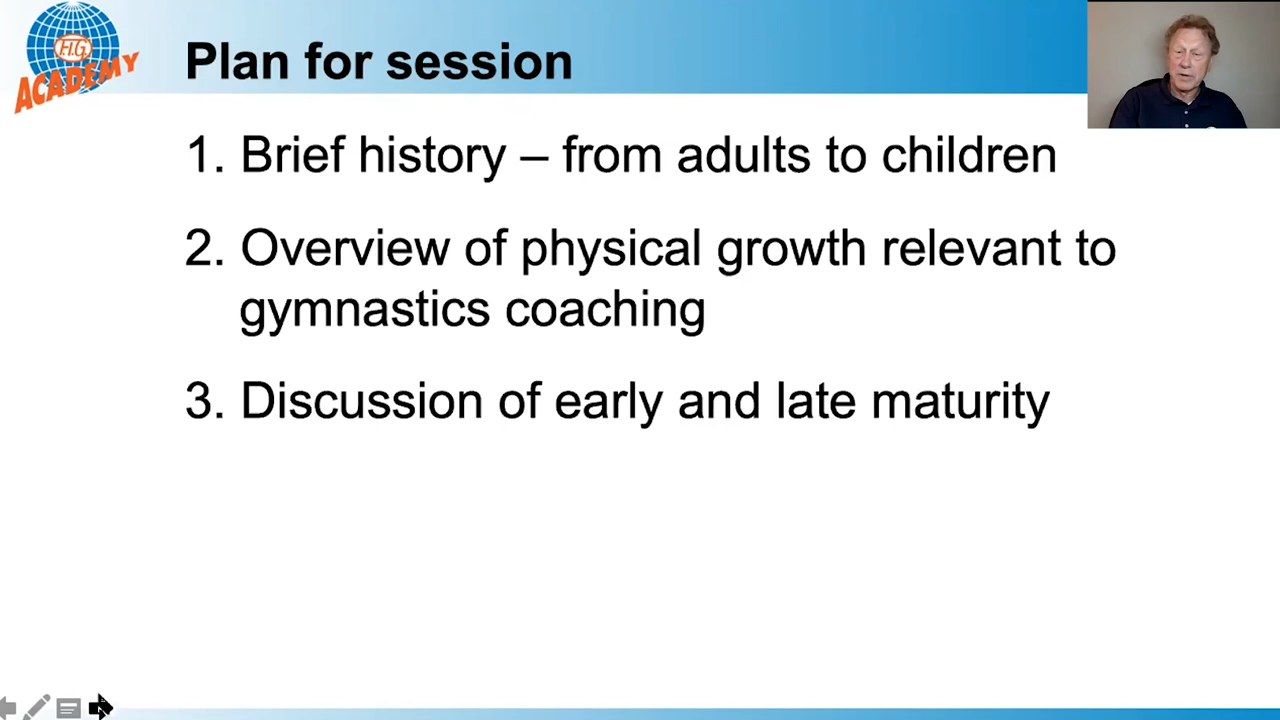 F.I.G.
ACADEMY
Plan for session
1. Brief history – from adults to children
2. Overview of physical growth relevant to
gymnastics coaching
3. Discussion of early and late maturity